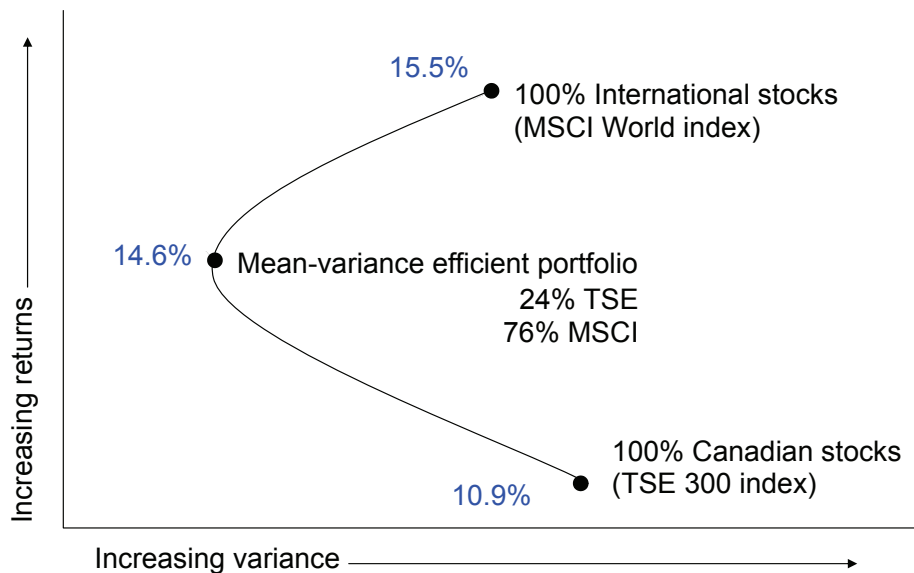 15.5%
100% International stocks
(MSCI World index)
14.6%
Mean-variance efficient portfolio
24% TSE
76% MSCI
100% Canadian stocks
(TSE 300 index)
10.9%
Increasing returns
Increasing variance